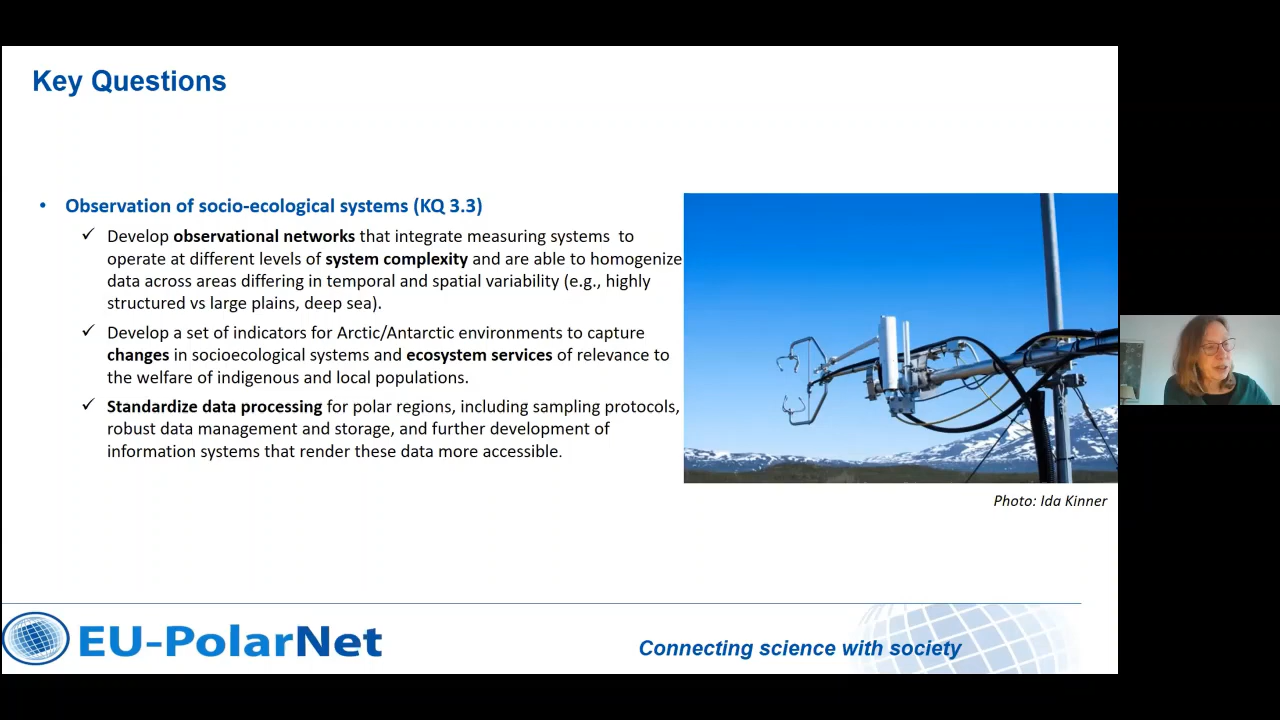 Key Questions
• Observation of socio-ecological systems (KQ 3.3)
✓ Develop observational networks that integrate measuring systems to
operate at different levels of system complexity and are able to homogenize
data across areas differing in temporal and spatial variability (e.g., highly
structured vs large plains, deep sea).
✓ Develop a set of indicators for Arctic/Antarctic environments to capture
changes in socioecological systems and ecosystem services of relevance to
the welfare of indigenous and local populations.
✓ Standardize data processing for polar regions, including sampling protocols,
robust data management and storage, and further development of
information systems that render these data more accessible.
Photo: Ida Kinner
EU-PolarNet
Connecting science with society